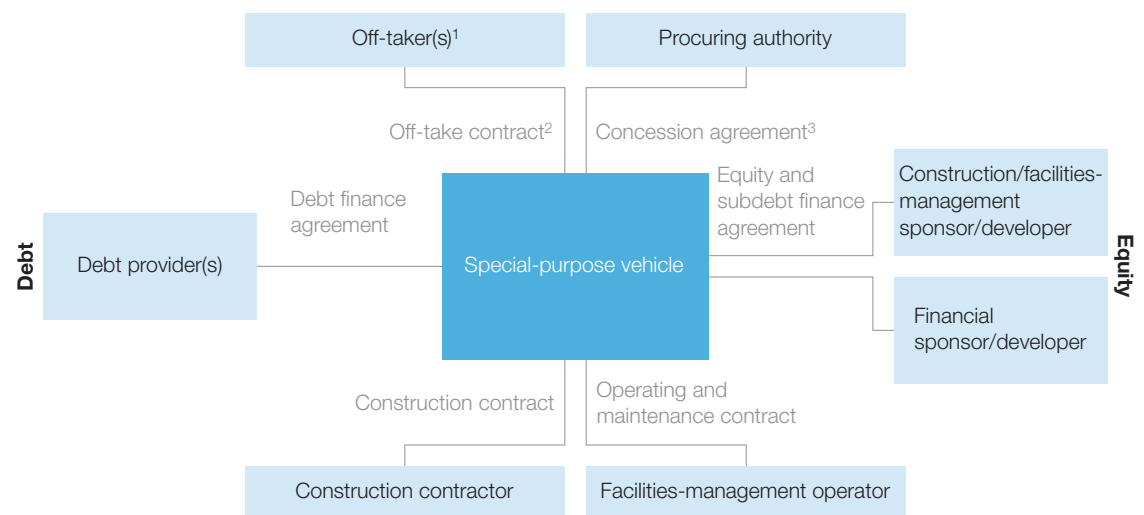 Off-taker(s)¹
Procuring authority
Off-take contract²
Concession agreement³
Debt finance
agreement
Equity and
subdebt finance
agreement
Construction/facilities-
management
sponsor/developer
Debt
Debt provider(s)
Special-purpose vehicle
Equity
Financial
sponsor/developer
Construction contract
Operating and
maintenance contract
Construction contractor
Facilities-management operator